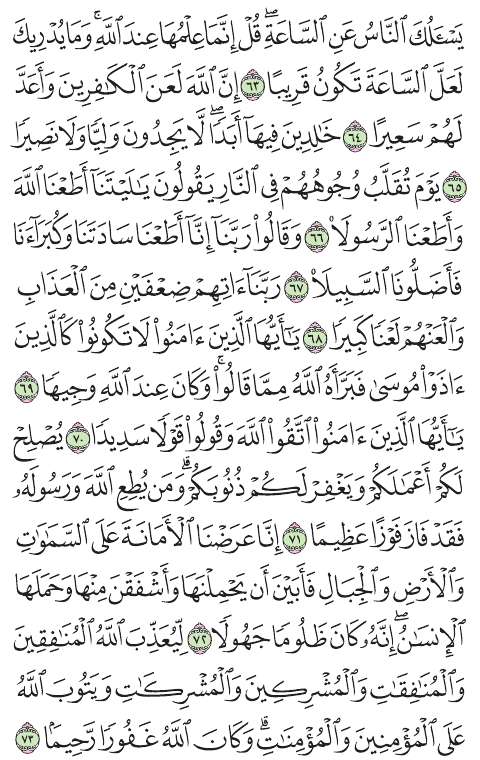 يَسْـَٔلُكَ ٱلنَّاسُ عَنِ ٱلسَّاعَةِۖ قُلْ إِنَّمَا عِلْمُهَا عِندَ ٱللَّهِۚ وَمَا يُدْرِيكَ
لَعَلَّ ٱلسَّاعَةَ تَكُونُ قَرِيبًا ٦٣ إِنَّ ٱللَّهَ لَعَنَ ٱلْكَٰفِرِينَ وَأَعَدَّ
لَهُمْ سَعِيرًا ٦٤ خَٰلِدِينَ فِيهَآ أَبَدًاۖ لَّا يَجِدُونَ وَلِيًّا وَلَا نَصِيرًا
٦٥ يَوْمَ تُقَلَّبُ وُجُوهُهُمْ فِى ٱلنَّارِ يَقُولُونَ يَٰلَيْتَنَآ أَطَعْنَا ٱللَّهَ
وَأَطَعْنَا ٱلرَّسُولَا۠ ٦٦ وَقَالُوا۟ رَبَّنَآ إِنَّآ أَطَعْنَا سَادَتَنَا وَكُبَرَآءَنَا
فَأَضَلُّونَا ٱلسَّبِيلَا۠ ٦٧ رَبَّنَآ ءَاتِهِمْ ضِعْفَيْنِ مِنَ ٱلْعَذَابِ
وَٱلْعَنْهُمْ لَعْنًا كَبِيرًا ٦٨ يَٰٓأَيُّهَا ٱلَّذِينَ ءَامَنُوا۟ لَا تَكُونُوا۟ كَٱلَّذِينَ
ءَاذَوْا۟ مُوسَىٰ فَبَرَّأَهُ ٱللَّهُ مِمَّا قَالُوا۟ۚ وَكَانَ عِندَ ٱللَّهِ وَجِيهًا ٦٩
يَٰٓأَيُّهَا ٱلَّذِينَ ءَامَنُوا۟ ٱتَّقُوا۟ ٱللَّهَ وَقُولُوا۟ قَوْلًا سَدِيدًا ٧٠ يُصْلِحْ
لَكُمْ أَعْمَٰلَكُمْ وَيَغْفِرْ لَكُمْ ذُنُوبَكُمْۗ وَمَن يُطِعِ ٱللَّهَ وَرَسُولَهُۥ
فَقَدْ فَازَ فَوْزًا عَظِيمًا ٧١ إِنَّا عَرَضْنَا ٱلْأَمَانَةَ عَلَى ٱلسَّمَٰوَٰتِ
وَٱلْأَرْضِ وَٱلْجِبَالِ فَأَبَيْنَ أَن يَحْمِلْنَهَا وَأَشْفَقْنَ مِنْهَا وَحَمَلَهَا
ٱلْإِنسَٰنُۖ إِنَّهُۥ كَانَ ظَلُومًا جَهُولًا ٧٢ لِّيُعَذِّبَ ٱللَّهُ ٱلْمُنَٰفِقِينَ
وَٱلْمُنَٰفِقَٰتِ وَٱلْمُشْرِكِينَ وَٱلْمُشْرِكَٰتِ وَيَتُوبَ ٱللَّهُ
عَلَى ٱلْمُؤْمِنِينَ وَٱلْمُؤْمِنَٰتِۗ وَكَانَ ٱللَّهُ غَفُورًا رَّحِيمًۢا ٧٣